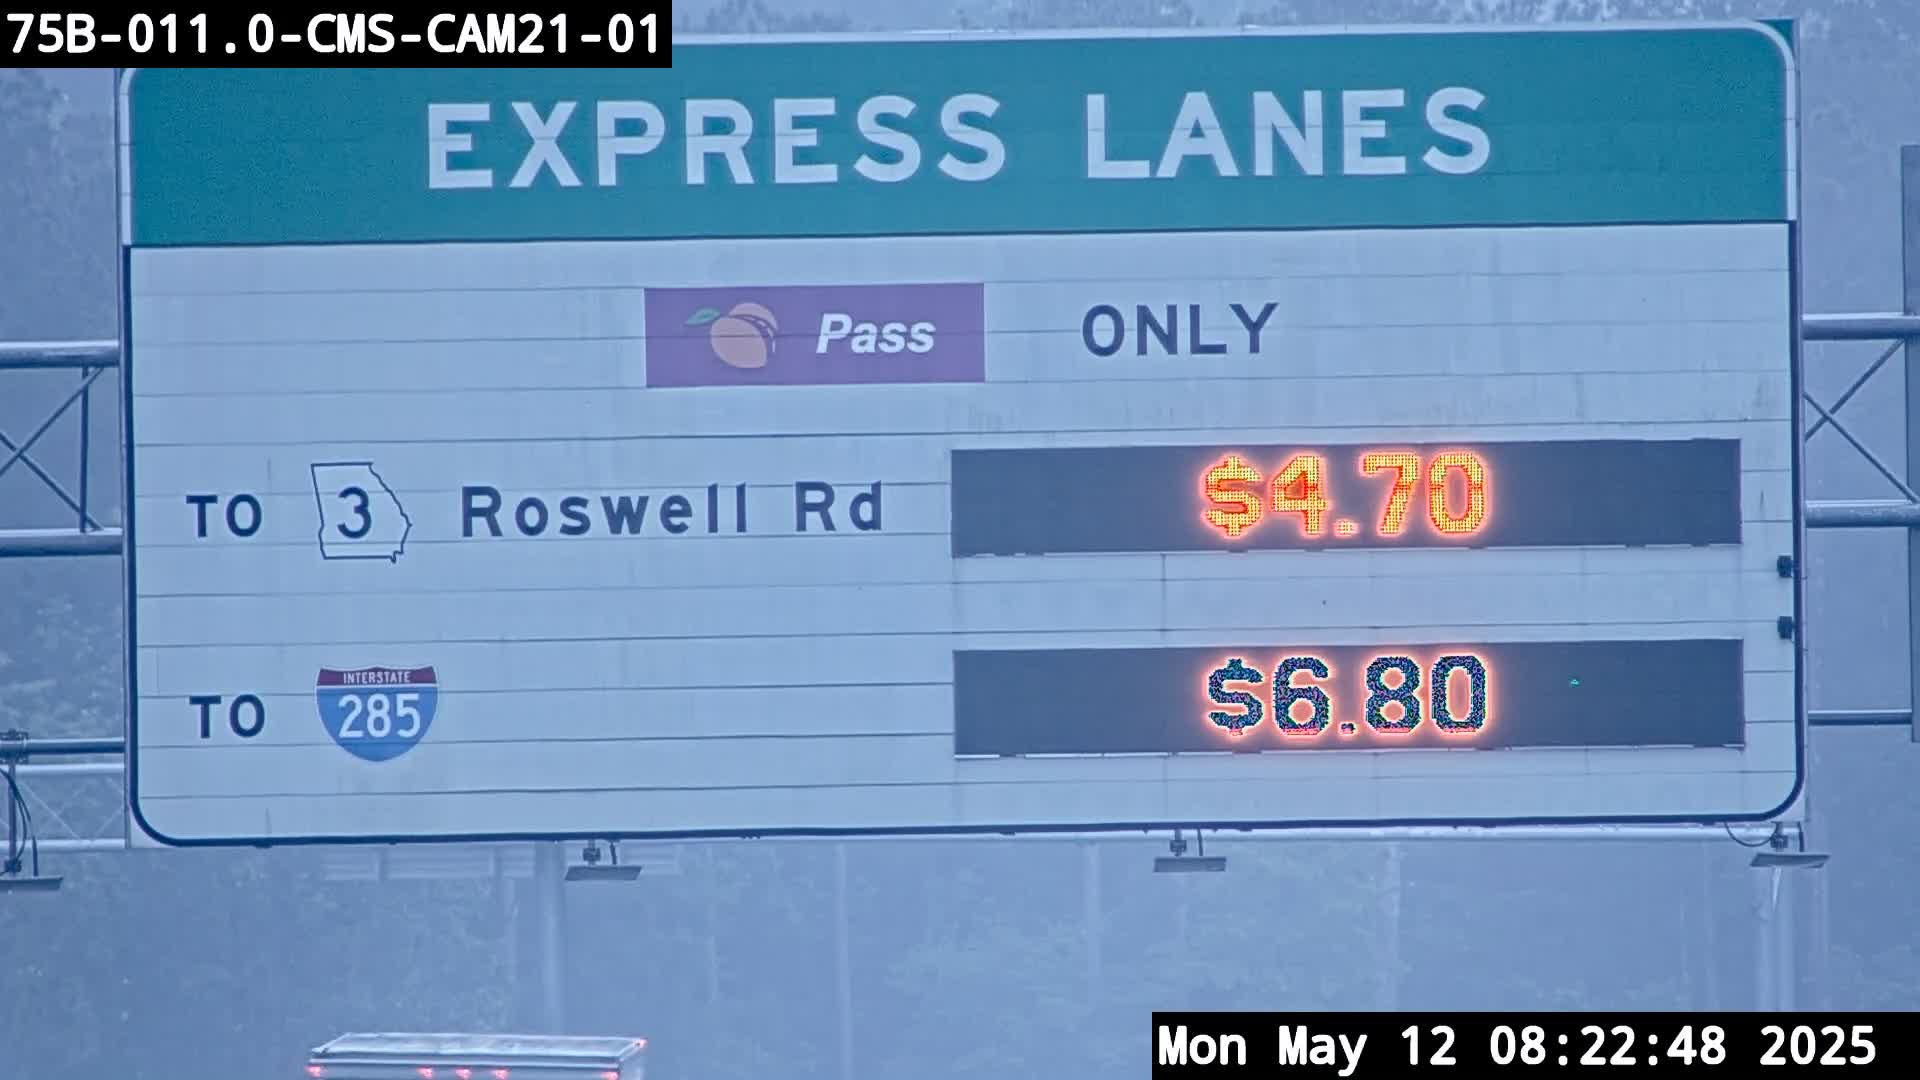 75B-011.0-CMS-CAM21-01
EXPRESS LANES
Pass ONLY
TO 3 Roswell Rd $4.70
INTERSTATE
TO 285 $6.80
Mon May 12 08:22:48 2025